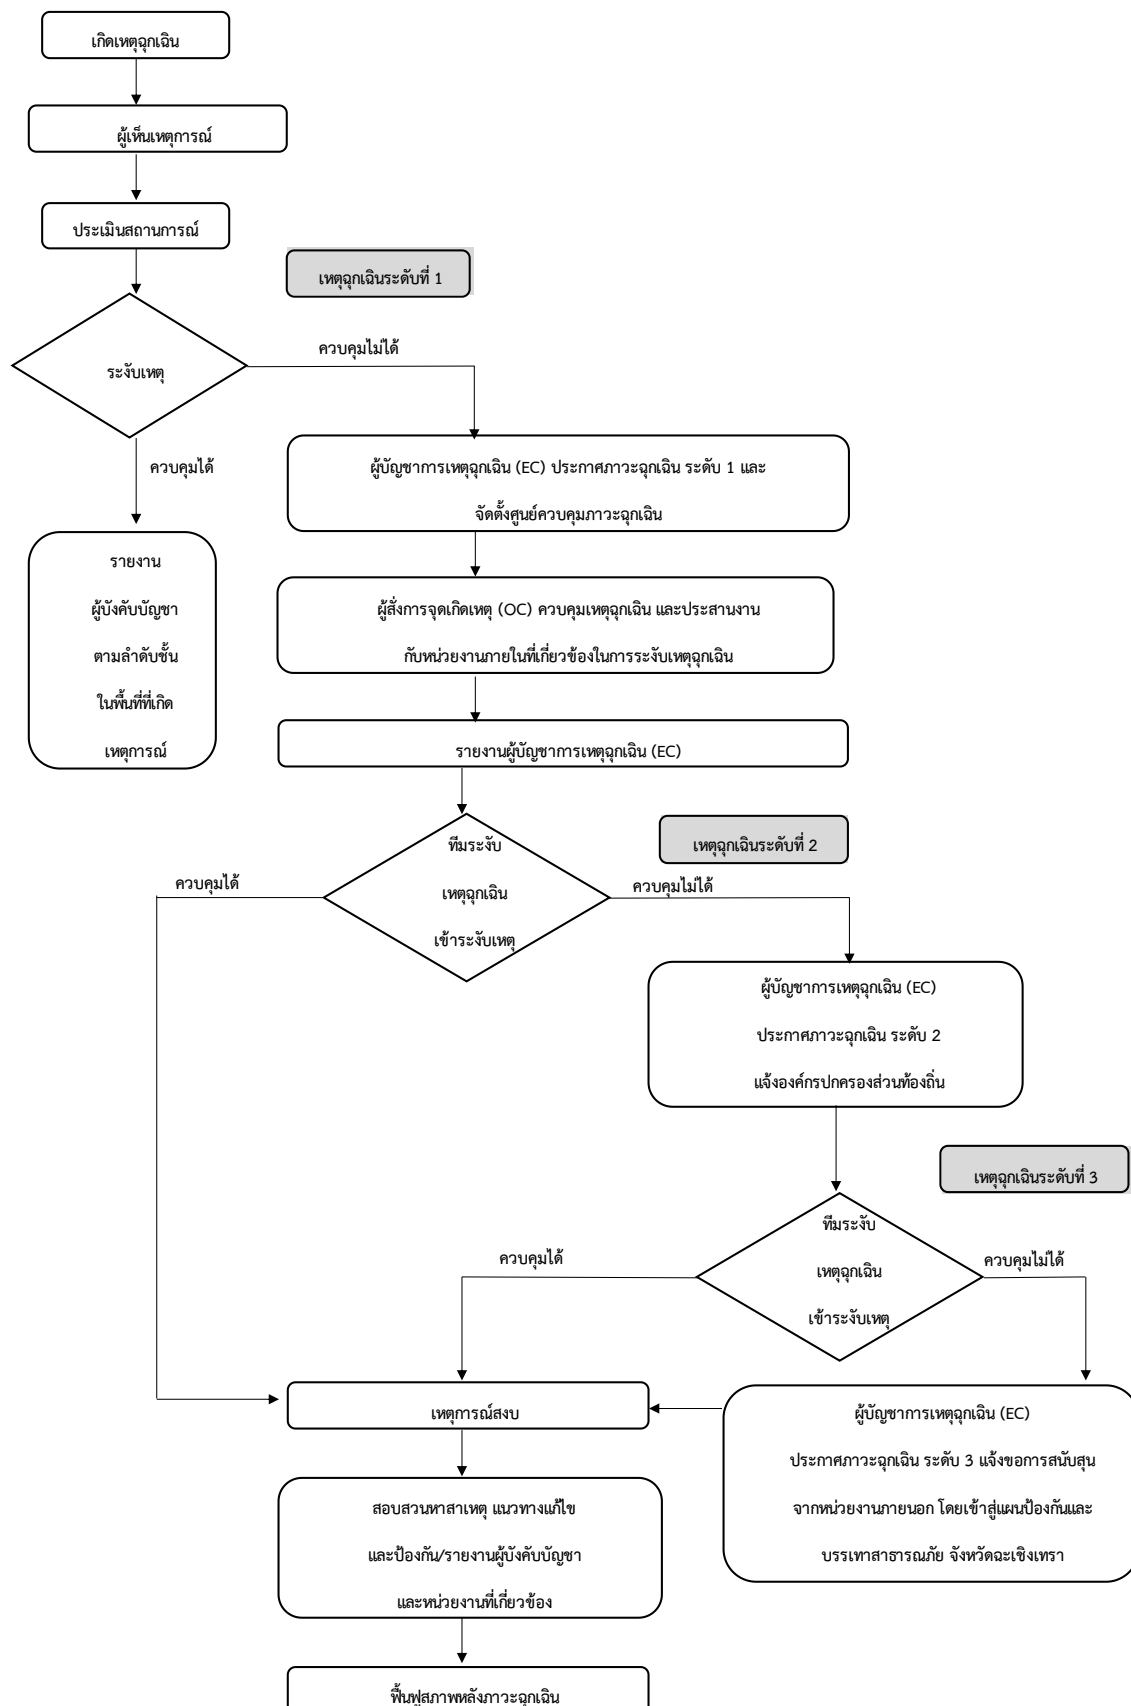 เกิดเหตุฉุกเฉิน
ผู้เห็นเหตุการณ์
ประเมินสถานการณ์
เหตุฉุกเฉินระดับที่ 1
ควบคุมไม่ได้
ระงับเหตุ
ควบคุมได้
ผู้บัญชาการเหตุฉุกเฉิน (EC) ประกาศภาวะฉุกเฉิน ระดับ 1 และ
จัดตั้งศูนย์ควบคุมภาวะฉุกเฉิน
รายงาน
ผู้บังคับบัญชา
ตามลำดับชั้น
ในพื้นที่ที่เกิด
เหตุการณ์
ผู้สั่งการจุดเกิดเหตุ (OC) ควบคุมเหตุฉุกเฉิน และประสานงาน
กับหน่วยงานภายในที่เกี่ยวข้องในการระงับเหตุฉุกเฉิน
รายงานผู้บัญชาการเหตุฉุกเฉิน (EC)
ทีมระงับ
เหตุฉุกเฉิน
เข้าระงับเหตุ
เหตุฉุกเฉินระดับที่ 2
ควบคุมได้
ควบคุมไม่ได้
ผู้บัญชาการเหตุฉุกเฉิน (EC)
ประกาศภาวะฉุกเฉิน ระดับ 2
แจ้งองค์กรปกครองส่วนท้องถิ่น
เหตุฉุกเฉินระดับที่ 3
ทีมระงับ
เหตุฉุกเฉิน
เข้าระงับเหตุ
ควบคุมได้
ควบคุมไม่ได้
เหตุการณ์สงบ
ผู้บัญชาการเหตุฉุกเฉิน (EC)
ประกาศภาวะฉุกเฉิน ระดับ 3 แจ้งขอการสนับสุน
จากหน่วยงานภายนอก โดยเข้าสู่แผนป้องกันและ
บรรเทาสาธารณภัย จังหวัดฉะเชิงเทรา
สอบสวนหาสาเหตุ แนวทางแก้ไข
และป้องกัน/รายงานผู้บังคับบัญชา
และหน่วยงานที่เกี่ยวข้อง
ฟื้นฟูสภาพหลังภาวะฉุกเฉิน